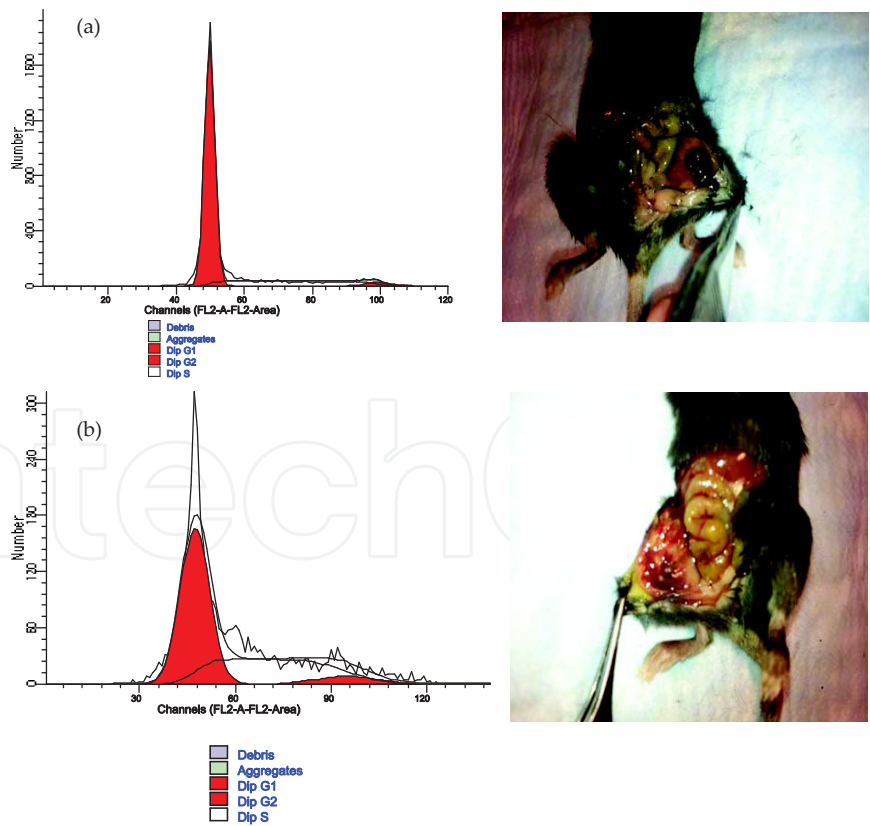 (a)
Number
1600
1200
800
400
0
20 40 60 80 100 120
Channels (FL2-A-FL2-Area)
Debris
Aggregates
Dip G1
Dip G2
Dip S
(b)
Number
300
240
180
120
60
0
30 60 90 120
Channels (FL2-A-FL2-Area)
Debris
Aggregates
Dip G1
Dip G2
Dip S